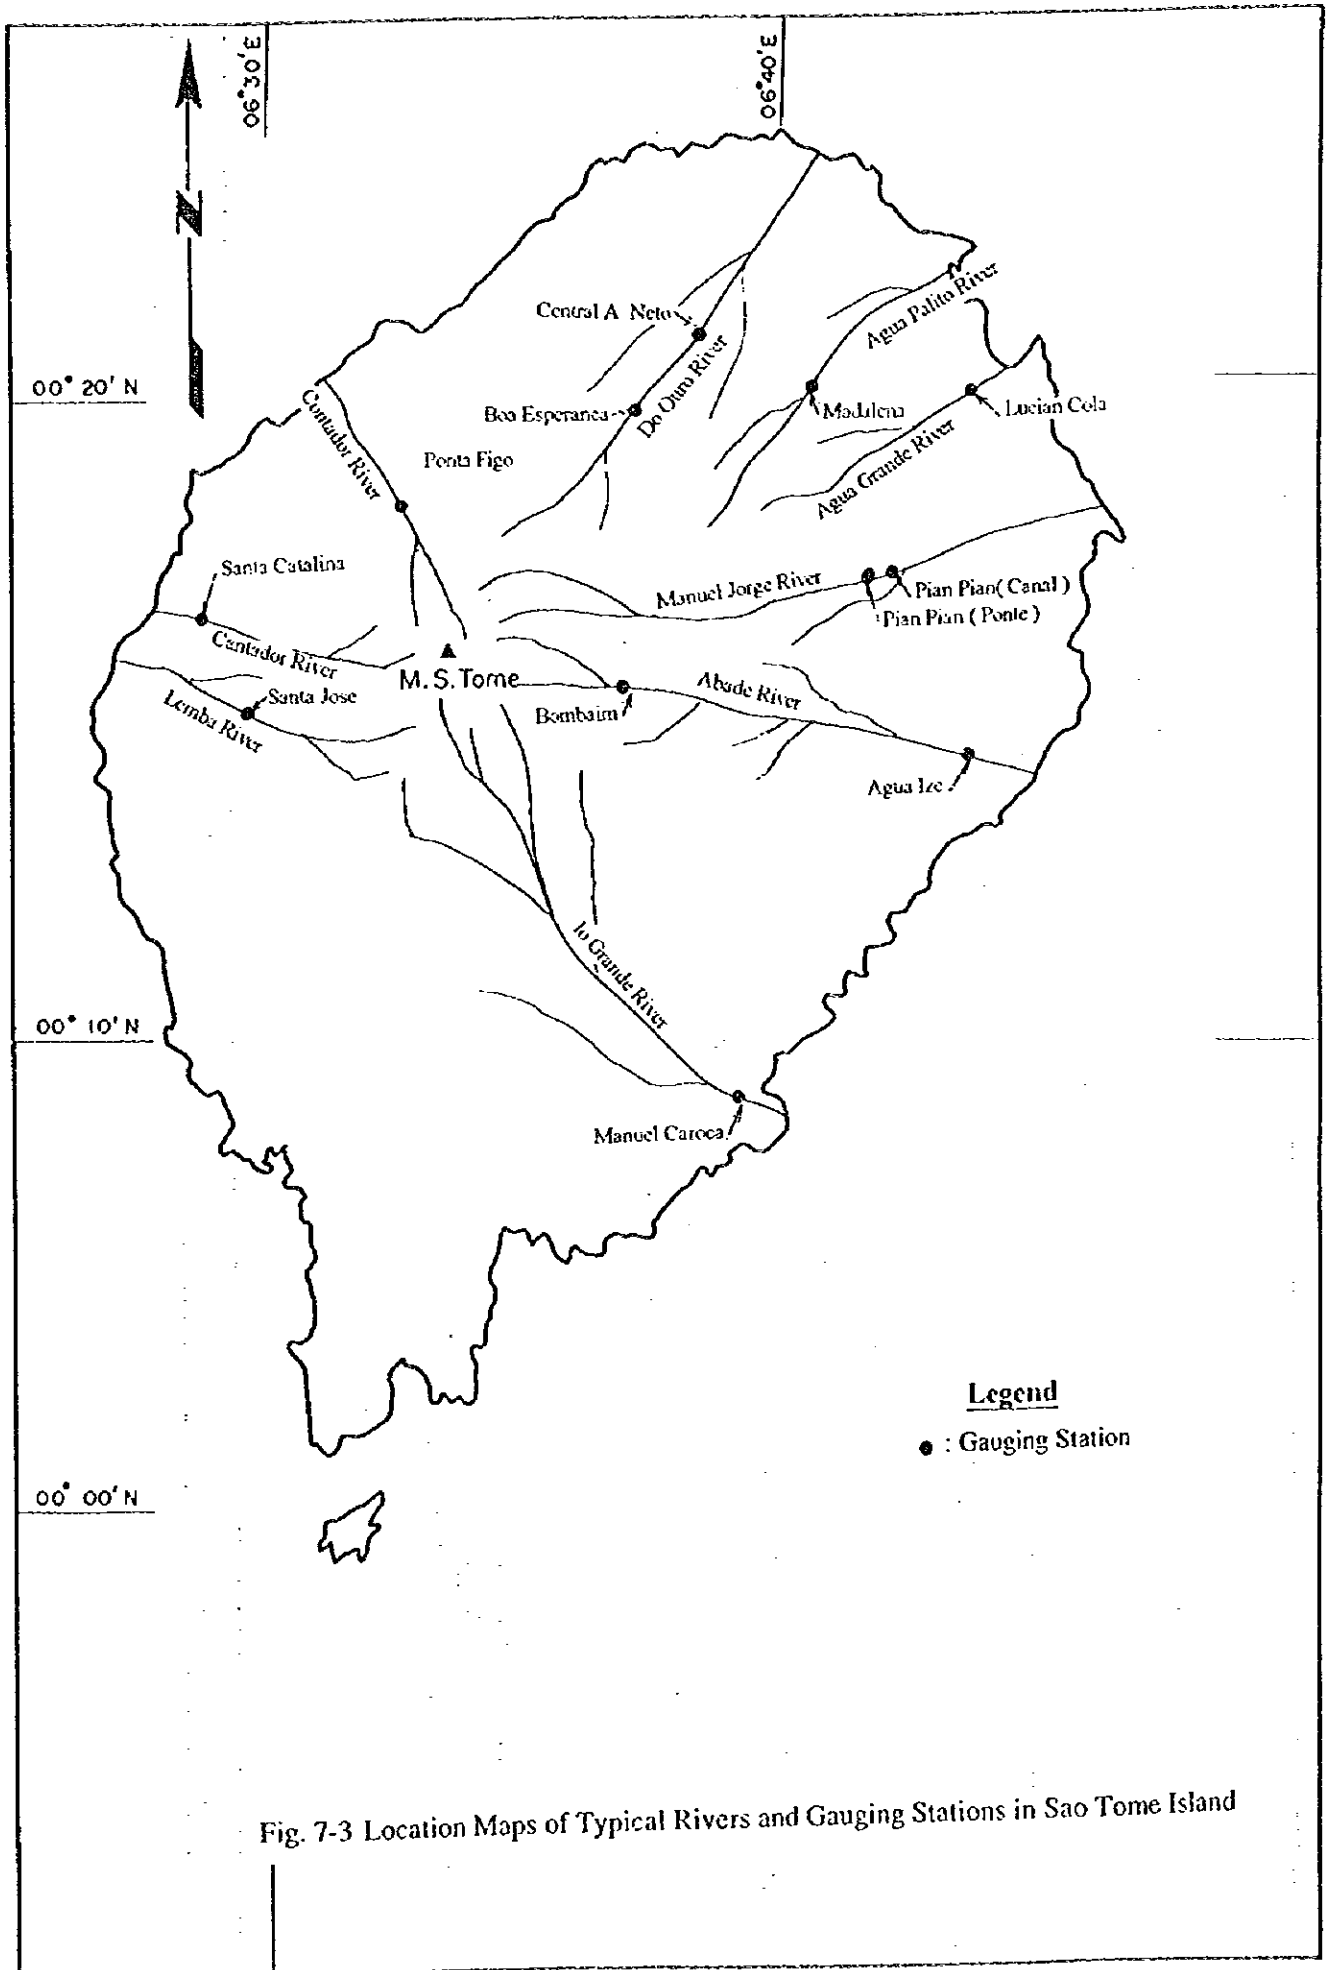 06°30'E
06°40'E
N
00° 20' N
00° 10' N
00° 00' N
Central A Neto
Agua Palito River
Do Ouro River
Boa Esperanca
Madalena
Lucian Cola
Contador River
Ponta Figo
Agua Grande River
Santa Catalina
Manuel Jorge River
Pian Pian ( Canal )
Pian Pian ( Ponte )
Cantador River
M.S.Tome
Santa Jose
Lemba River
Bombaim
Abade River
Agua Ize
Io Grande River
Manuel Caroca
Legend
: Gauging Station
Fig. 7-3 Location Maps of Typical Rivers and Gauging Stations in Sao Tome Island